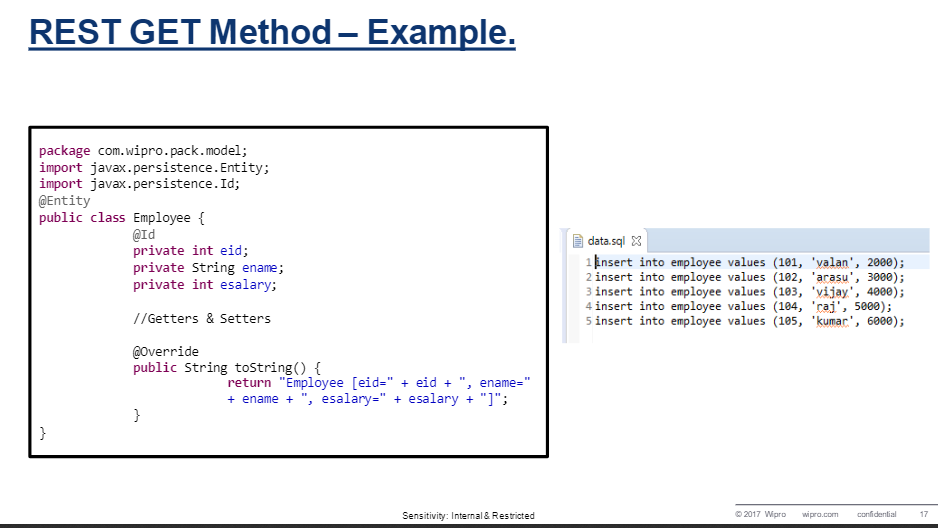 REST GET Method – Example.
package com.wipro.pack.model;
import javax.persistence.Entity;
import javax.persistence.Id;
@Entity
public class Employee {
@Id
private int eid;
private String ename;
private int esalary;
//Getters & Setters
@Override
public String toString() {
return "Employee [eid=" + eid + ", ename="
+ ename + ", esalary=" + esalary + "]";
}
}
data.sql
1 insert into employee values (101, 'valan', 2000);
2 insert into employee values (102, 'arasu', 3000);
3 insert into employee values (103, 'vijay', 4000);
4 insert into employee values (104, 'raj', 5000);
5 insert into employee values (105, 'kumar', 6000);
Sensitivity: Internal & Restricted
© 2017 Wipro wipro.com confidential 17